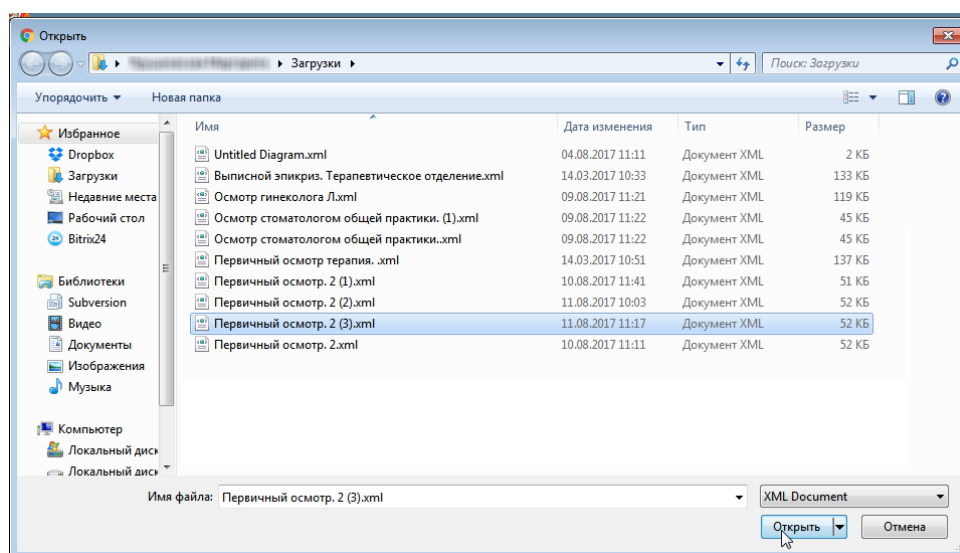 Открыть
Загрузки
Поиск: Загрузки
Упорядочить Новая папка
Имя Дата изменения Тип Размер
Избранное
Dropbox
Загрузки
Недавние места
Рабочий стол
Bitrix24
Библиотеки
Subversion
Видео
Документы
Изображения
Музыка
Компьютер
Локальный диск
Локальный диск
Untitled Diagram.xml 04.08.2017 11:11 Документ XML 2 КБ
Выписной эпикриз. Терапевтическое отделение.xml 14.03.2017 10:33 Документ XML 133 КБ
Осмотр гинеколога Л.xml 09.08.2017 11:21 Документ XML 119 КБ
Осмотр стоматологом общей практики. (1).xml 09.08.2017 11:22 Документ XML 45 КБ
Осмотр стоматологом общей практики..xml 09.08.2017 11:22 Документ XML 45 КБ
Первичный осмотр терапия. .xml 14.03.2017 10:51 Документ XML 137 КБ
Первичный осмотр. 2 (1).xml 10.08.2017 11:41 Документ XML 51 КБ
Первичный осмотр. 2 (2).xml 11.08.2017 10:03 Документ XML 52 КБ
Первичный осмотр. 2 (3).xml 11.08.2017 11:17 Документ XML 52 КБ
Первичный осмотр. 2.xml 10.08.2017 11:11 Документ XML 52 КБ
Имя файла: Первичный осмотр. 2 (3).xml XML Document
Открыть Отмена